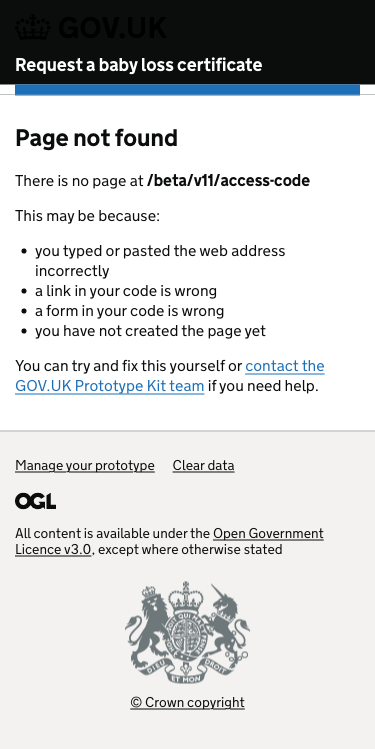 GOV.UK
Request a baby loss certificate
Page not found
There is no page at /beta/v11/access-code
This may be because:
• you typed or pasted the web address
incorrectly
• a link in your code is wrong
• a form in your code is wrong
• you have not created the page yet
You can try and fix this yourself or contact the
GOV.UK Prototype Kit team if you need help.
Manage your prototype Clear data
OGL
All content is available under the Open Government
Licence v3.0, except where otherwise stated
DIEU ET MON DROIT
© Crown copyright